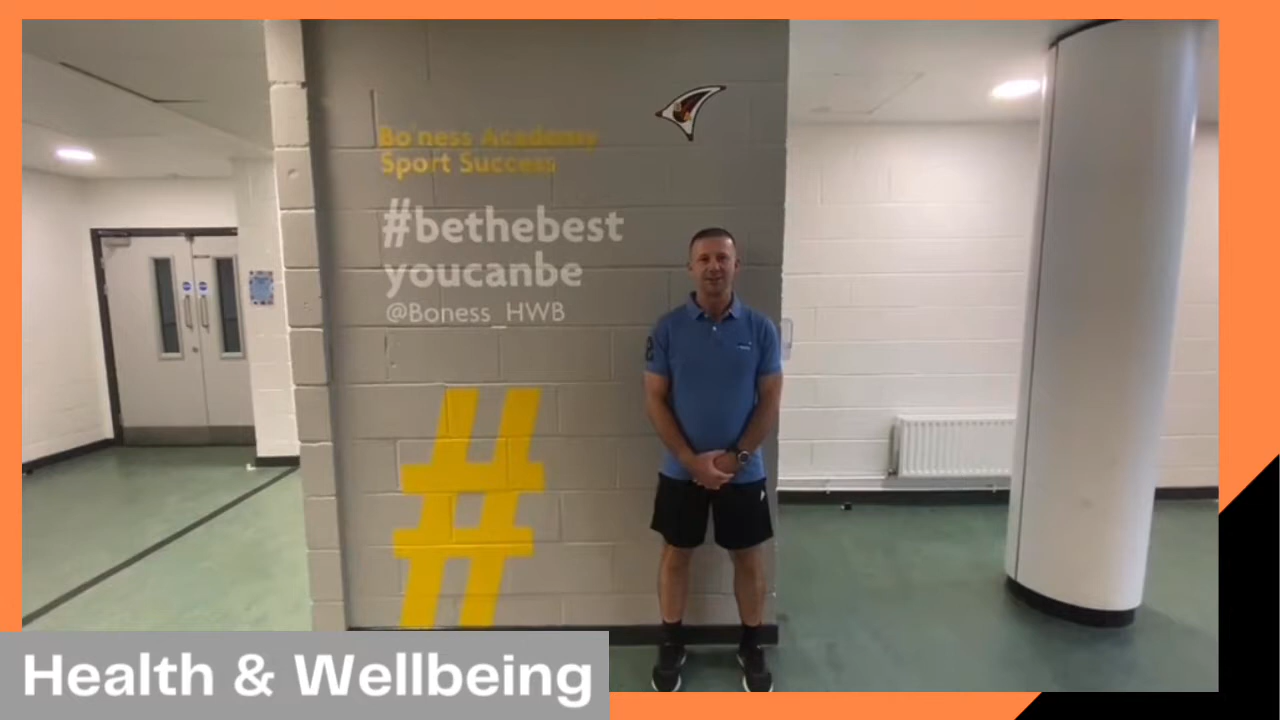 Bo'ness Academy
Sport Success
#bethebest
youcanbe
@Boness_HWB
#
Health & Wellbeing